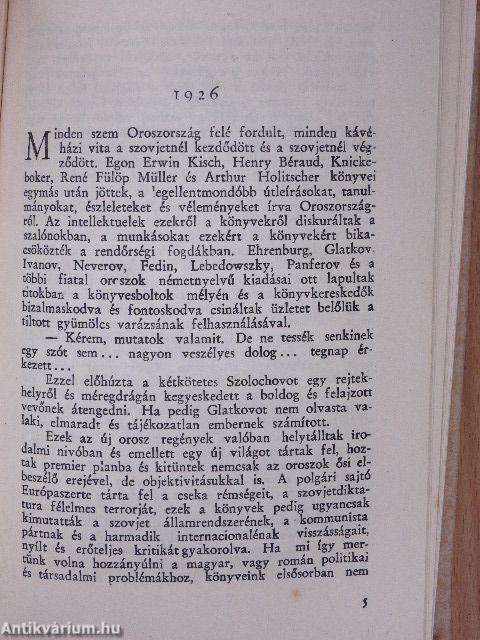 1926
Minden szem Oroszország felé fordult, minden kávé-
házi vita a szovjetnél kezdődött és a szovjetnél vég-
ződött. Egon Erwin Kisch, Henry Béraud, Knicke-
boker, René Fülöp Müller és Arthur Holitscher könyvei
egymás után jöttek, a legellentmondóbb útleírásokat, tanul-
mányokat, észleleteket és véleményeket írva Oroszország-
ról. Az intellektuelek ezekről a könyvekről diskuráltak a
szalónokban, a munkásokat ezekért a könyvekért bika-
csöközték a rendőrségi fogdákban. Ehrenburg, Glatkov,
Ivanov, Neverov, Fedin, Lebedowszky, Panferov és a
többi fiatal orrszok németnyelvű kiadásai ott lapultak
titokban a könyvesboltok mélyén és a könyvkereskedők
bizalmaskodva és fontoskodva csináltak üzletet belőlük a
tiltott gyümölcs varázsának felhasználásával.
— Kérem, mutatok valamit. De ne tessék senkinek
egy szót sem... nagyon veszélyes dolog... tegnap ér-
kezett...
Ezzel előhúzta a kétkötetes Szolochovot egy rejtek-
helyről és méregdrágán kegyeskedett a boldog és felajzott
vevőnek átengedni. Ha pedig Glatkovot nem olvasta va-
laki, elmaradt és tájékozatlan embernek számított.
Ezek az új orosz regények valóban helytálltak iro-
dalmi nivóban és emellett egy új világot tártak fel, hoz-
tak premier planba és kitüntek nemcsak az oroszok ősi el-
beszélő erejével, de objektivitásukkal is. A polgári sajtó
Európaszerte tárta fel a cseka rémségeit, a szovjetdikta-
tura félelmes terrorját, ezek a könyvek pedig ugyancsak
kimutatták a szovjet államrendszerének, a kommunista
pártnak és a harmadik internacionalénak visszásságait,
nyílt és erőteljes kritikát gyakorolva. Ha mi így mer-
tünk volna hozzányúlni a magyar, vagy román politikai
és társadalmi problémákhoz, könyveink elsősorban nem
5
Antikvárium.hu